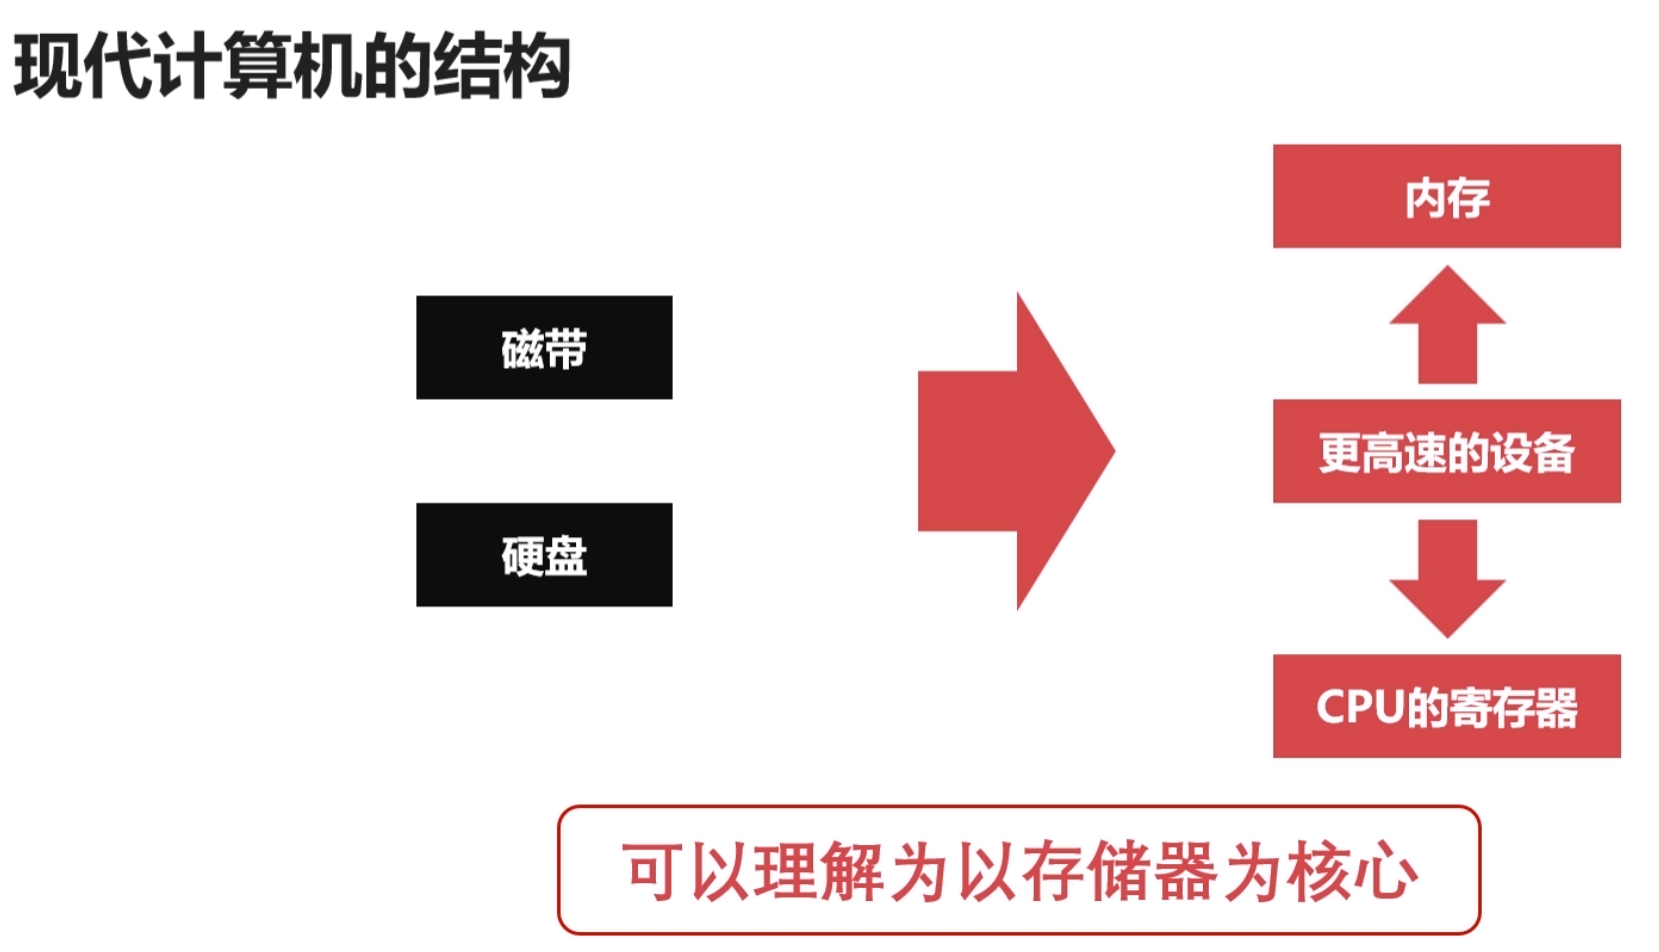 现代计算机的结构
内存
磁带
更高速的设备
硬盘
CPU的寄存器
可以理解为以存储器为核心